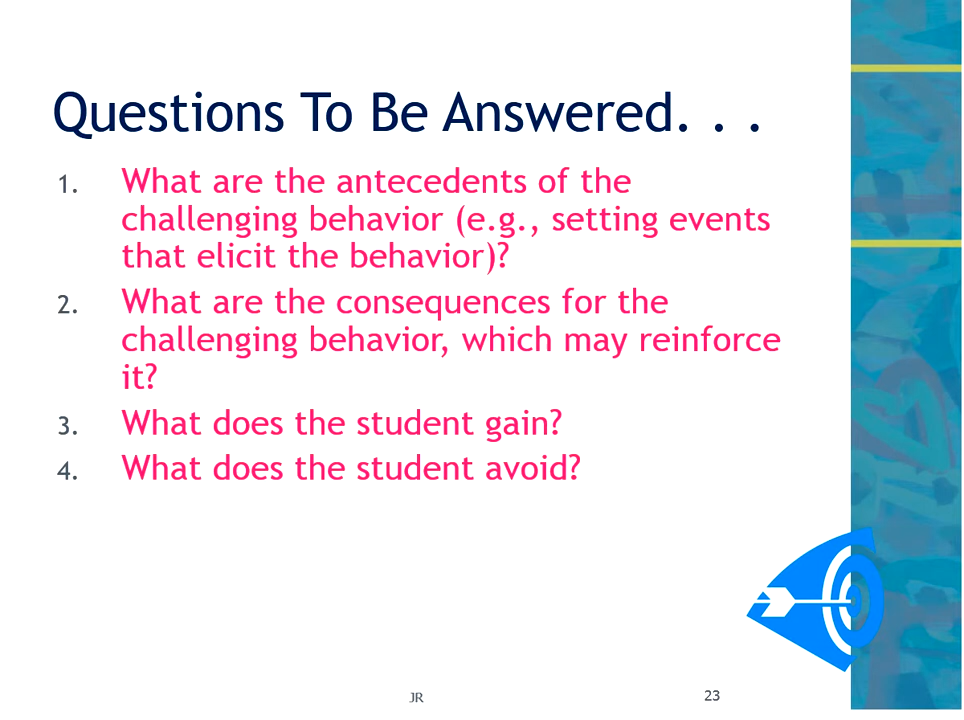 Questions To Be Answered. . .
1. What are the antecedents of the
challenging behavior (e.g., setting events
that elicit the behavior)?
2. What are the consequences for the
challenging behavior, which may reinforce
it?
3. What does the student gain?
4. What does the student avoid?
JR
23